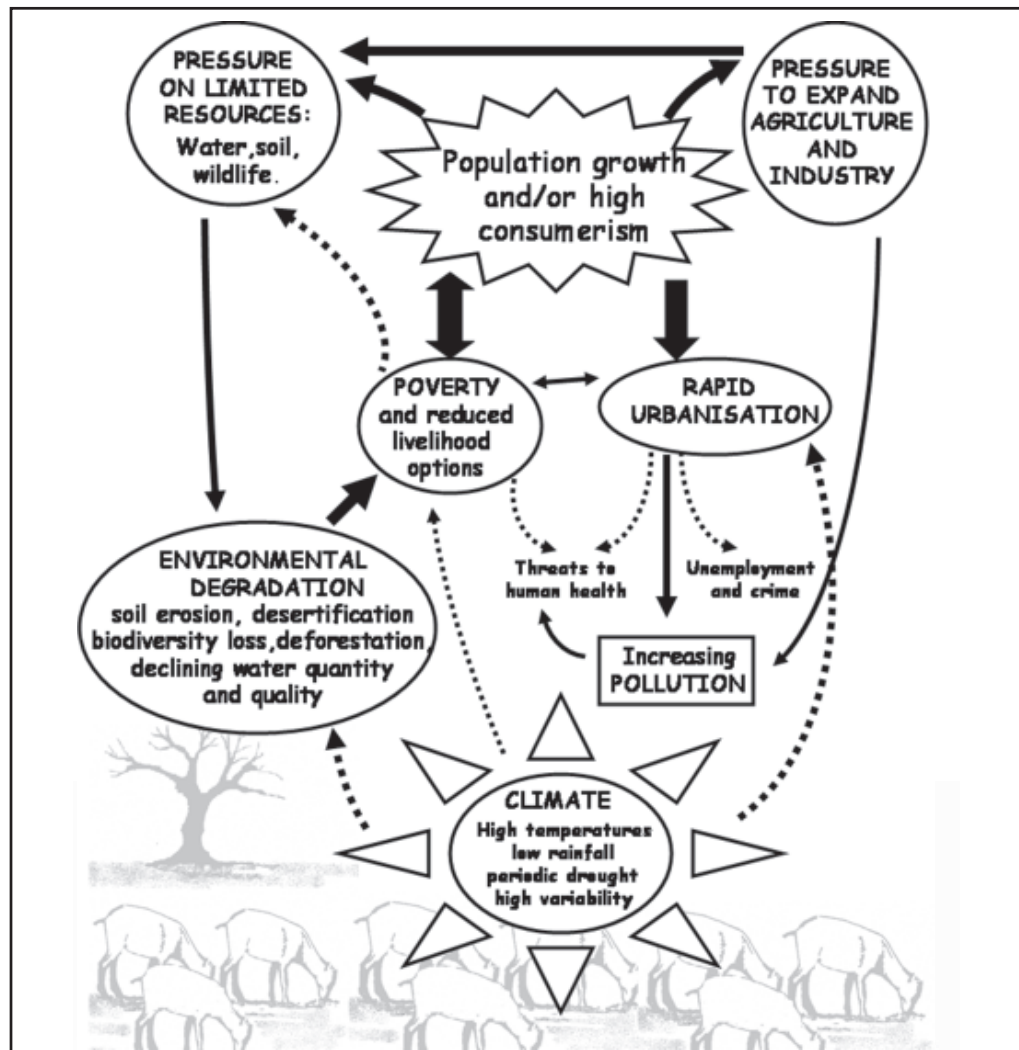 PRESSURE
ON LIMITED
RESOURCES:
Water,soil,
wildlife.
PRESSURE
TO EXPAND
AGRICULTURE
AND
INDUSTRY
Population growth
and/or high
consumerism
POVERTY
and reduced
livelihood
options
RAPID
URBANISATION
ENVIRONMENTAL
DEGRADATION
soil erosion, desertification
biodiversity loss,deforestation,
declining water quantity
and quality
Threats to
human health
Unemployment
and crime
Increasing
POLLUTION
CLIMATE
High temperatures
low rainfall
periodic drought
high variability